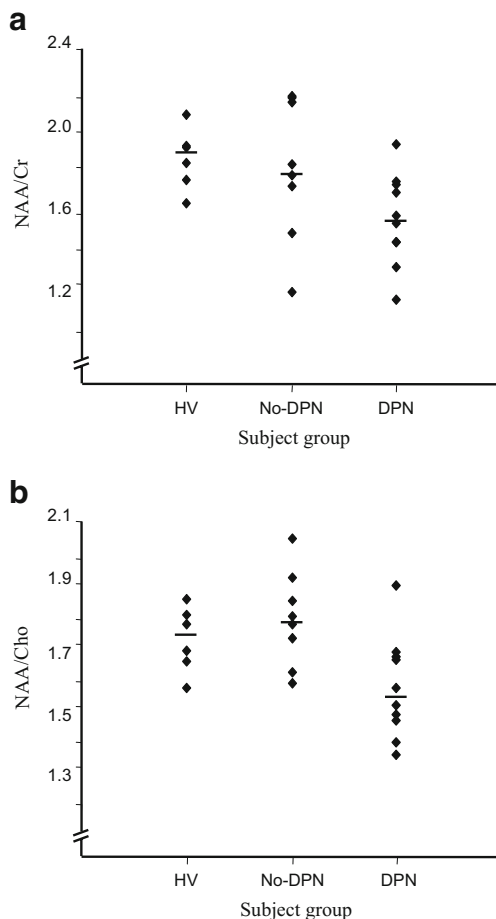 a
2.4
2.0
1.6
1.2
NAA/Cr
HV No-DPN DPN
Subject group
b
2.1
1.9
1.7
1.5
1.3
NAA/Cho
HV No-DPN DPN
Subject group